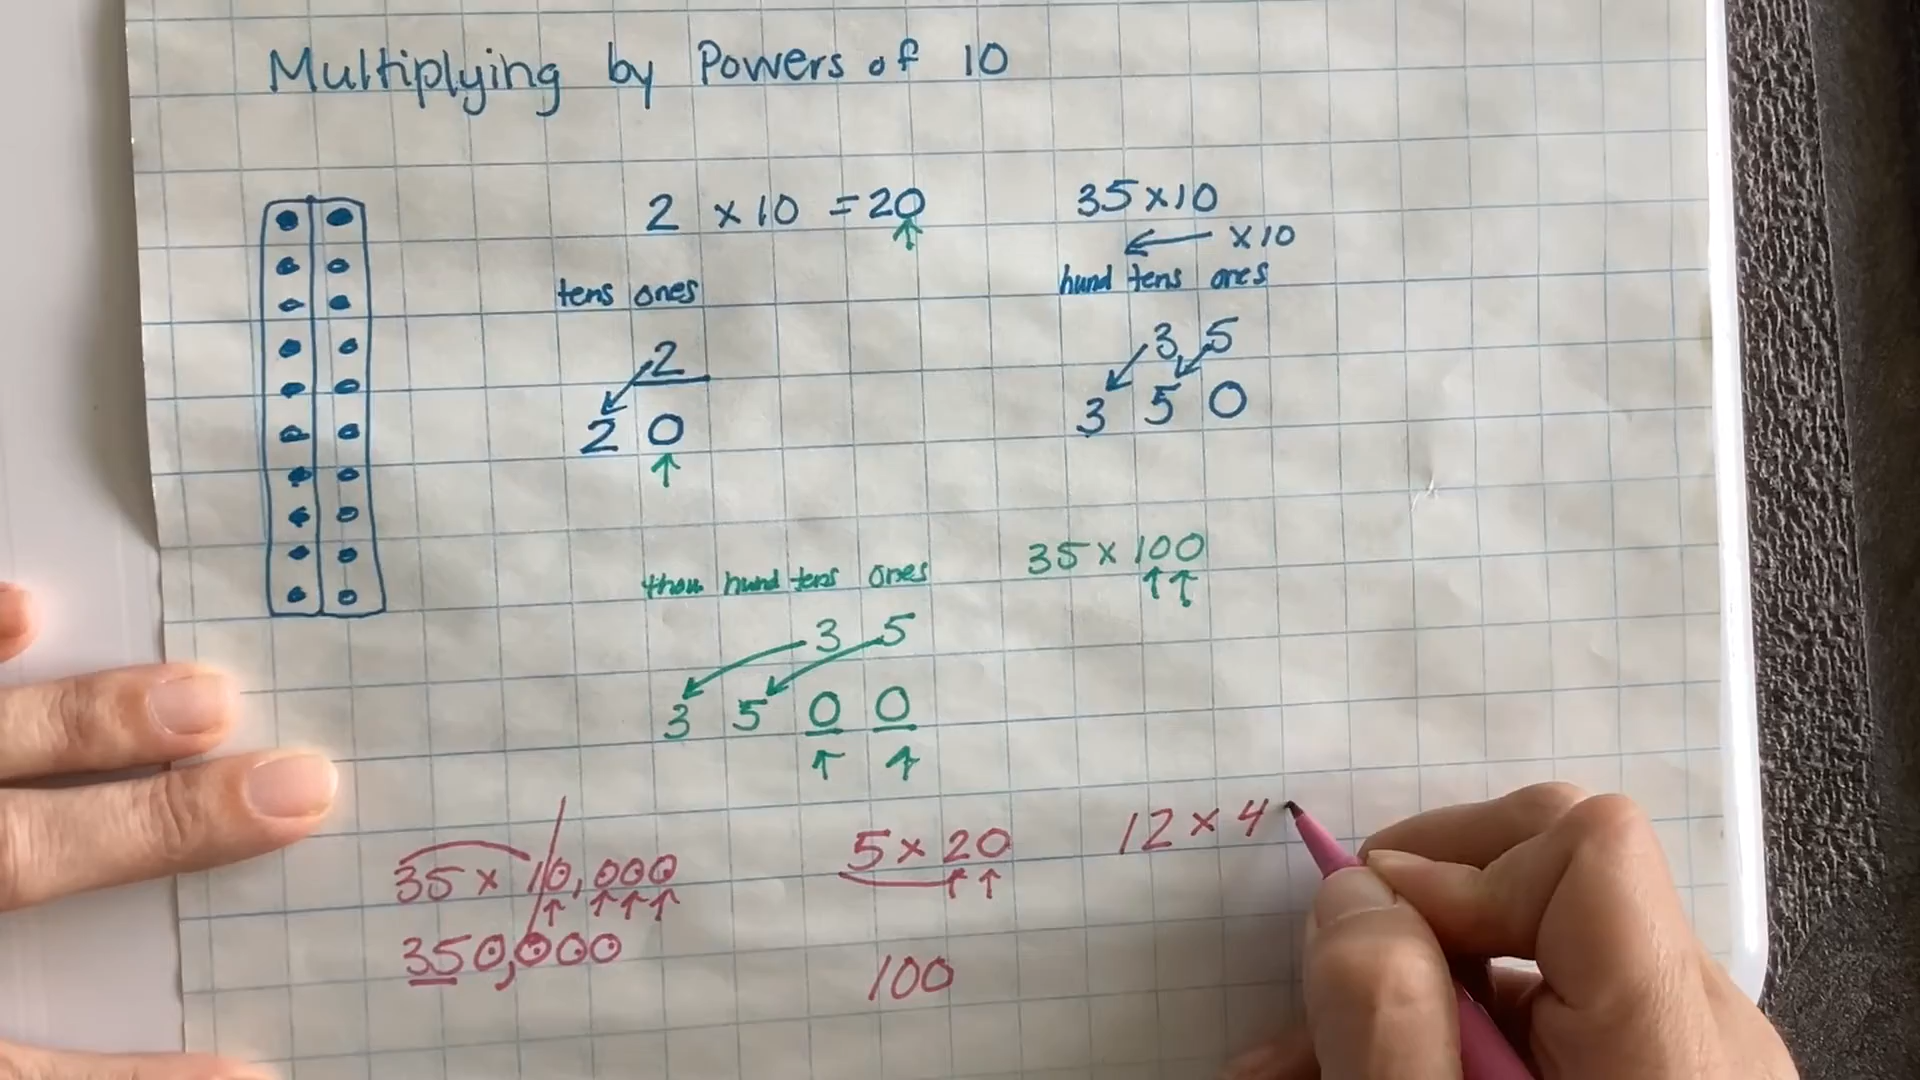 Multiplying by Powers of 10
2 × 10 = 20
tens ones
2
2 0
35×10
×10
hund tens ones
3 5
3 5 0
35 × 100
thou hund tens ones
3 5
3 5 0 0
35 × 10,000
350,000
5 × 20
100
12 × 4